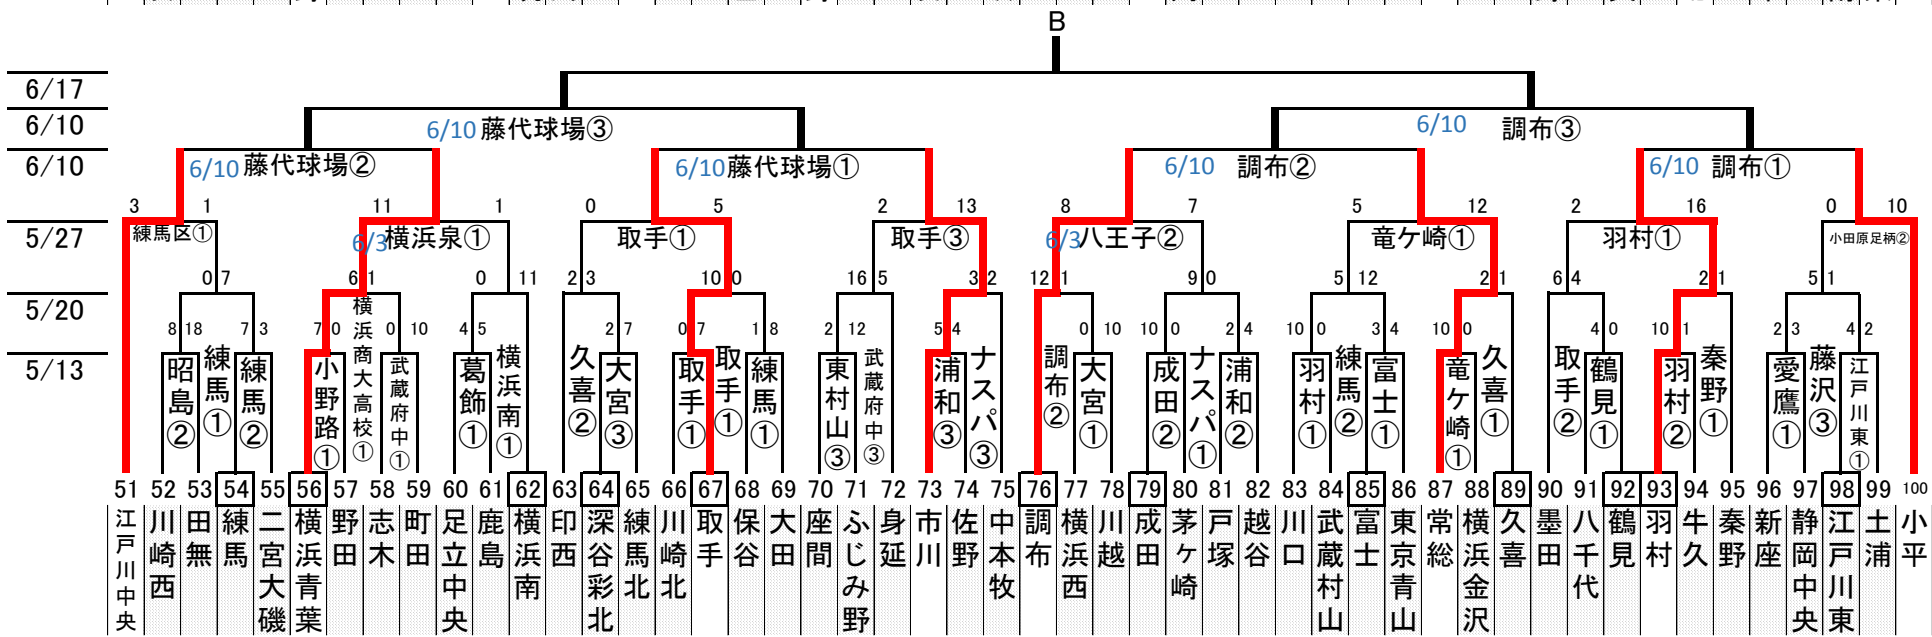 B
6/17
6/10
6/10 藤代球場③
6/10 調布③
6/10
6/10 藤代球場②
6/10 藤代球場①
6/10 調布②
6/10 調布①
3 1 11 1 0 5 2 13 8 7 5 12 2 16 0 10
5/27
練馬区①
6/3 横浜泉①
取手①
取手③
6/3 八王子②
竜ケ崎①
羽村①
小田原足柄②
0 7 6 1 0 11 2 3 10 0 16 5 3 2 12 1 9 0 5 12 2 1 6 4 2 1 5 1
5/20
8 18 7 3 7 0 0 10 4 5 2 7 0 7 1 8 2 12 5 4 0 10 10 0 2 4 10 0 3 4 10 0 4 0 10 1 2 3 4 2
5/13
昭島②
練馬①
練馬②
小野路①
横浜商大高校①
武蔵府中①
葛飾①
横浜南①
久喜②
大宮③
取手①
取手①
練馬①
東村山③
武蔵府中③
浦和③
ナスパ③
調布②
大宮①
成田②
ナスパ①
浦和②
羽村①
練馬②
富士①
竜ケ崎①
久喜①
取手②
鶴見①
羽村②
秦野①
愛鷹①
藤沢③
江戸川東①
51 52 53 54 55 56 57 58 59 60 61 62 63 64 65 66 67 68 69 70 71 72 73 74 75 76 77 78 79 80 81 82 83 84 85 86 87 88 89 90 91 92 93 94 95 96 97 98 99 100
江戸川中央
川崎西
田無
練馬
二宮大磯
横浜青葉
野田
志木
町田
足立中央
鹿島
横浜南
印西
深谷彩北
練馬北
川崎北
取手
保谷
大田
座間
ふじみ野
身延
市川
佐野
中本牧
調布
横浜西
川越
成田
茅ヶ崎
戸塚
越谷
川口
武蔵村山
富士
東京青山
常総
横浜金沢
久喜
墨田
八千代
鶴見
羽村
牛久
秦野
新座
静岡中央
江戸川東
土浦
小平